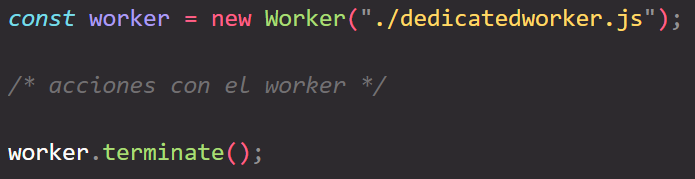 const worker = new Worker("./dedicatedworker.js");
/* acciones con el worker */
worker.terminate();